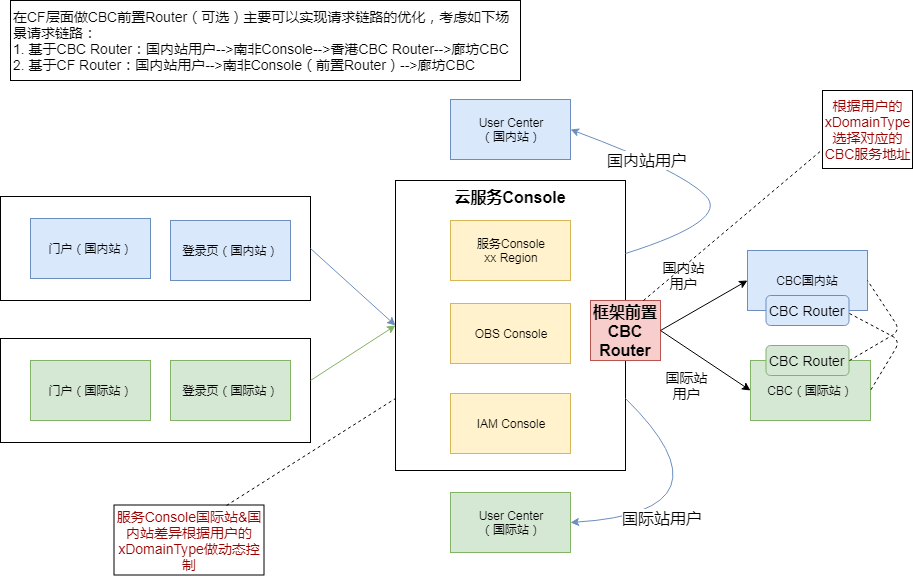 在CF层面做CBC前置Router（可选）主要可以实现请求链路的优化，考虑如下场
景请求链路：
1. 基于CBC Router：国内站用户-->南非Console-->香港CBC Router-->廊坊CBC
2. 基于CF Router：国内站用户-->南非Console（前置Router）-->廊坊CBC
User Center
（国内站）
国内站用户
根据用户的
xDomainType
选择对应的
CBC服务地址
云服务Console
门户（国内站）
登录页（国内站）
服务Console
xx Region
国内站
用户
CBC国内站
CBC Router
OBS Console
框架前置
CBC
Router
CBC Router
CBC（国际站）
国际站
用户
门户（国际站）
登录页（国际站）
IAM Console
服务Console国际站&国
内站差异根据用户的
xDomainType做动态控
制
User Center
（国际站）
国际站用户